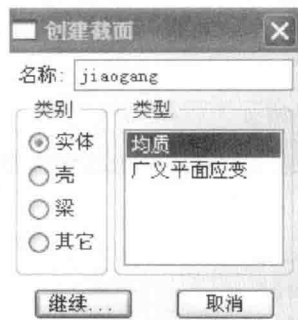 创建截面
名称: jiaogang
类别 类型
实体 均质
壳 广义平面应变
梁
其它
继续... 取消